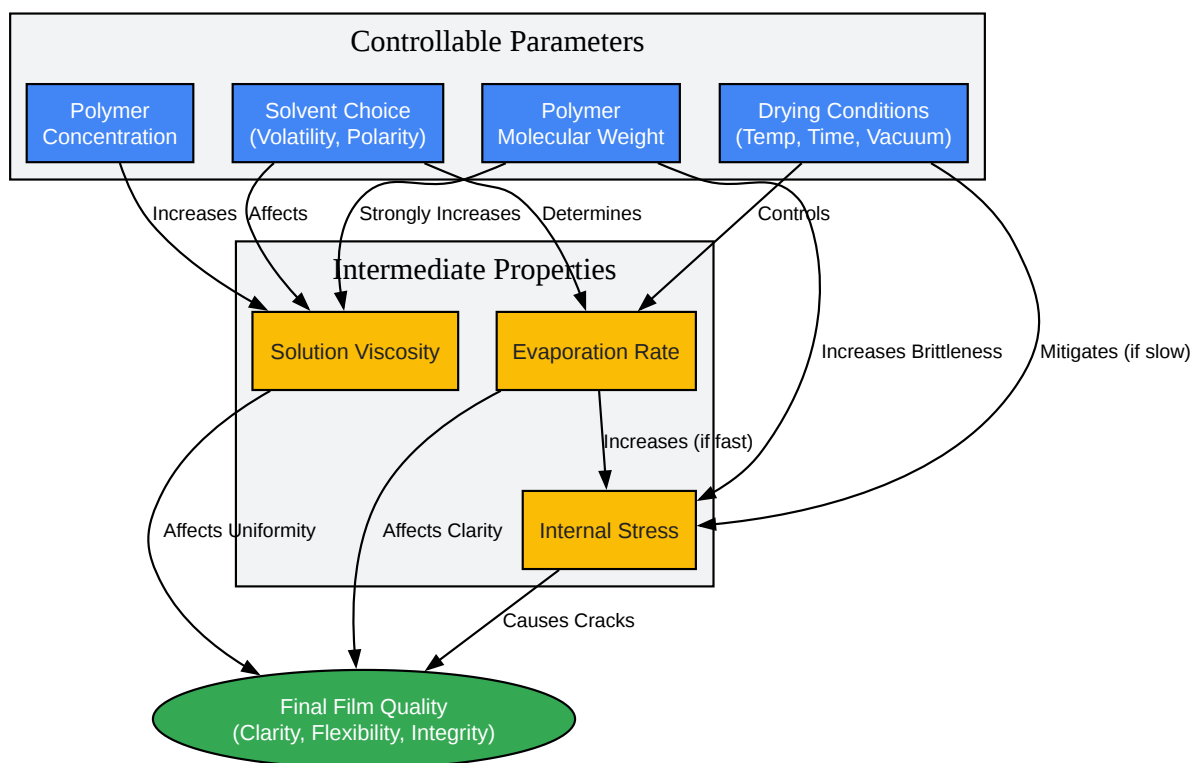 Controllable Parameters
Polymer
Concentration
Solvent Choice
(Volatility, Polarity)
Polymer
Molecular Weight
Drying Conditions
(Temp, Time, Vacuum)
Increases
Affects
Strongly Increases
Determines
Controls
Intermediate Properties
Solution Viscosity
Evaporation Rate
Increases Brittleness
Mitigates (if slow)
Increases (if fast)
Affects Uniformity
Affects Clarity
Internal Stress
Causes Cracks
Final Film Quality
(Clarity, Flexibility, Integrity)